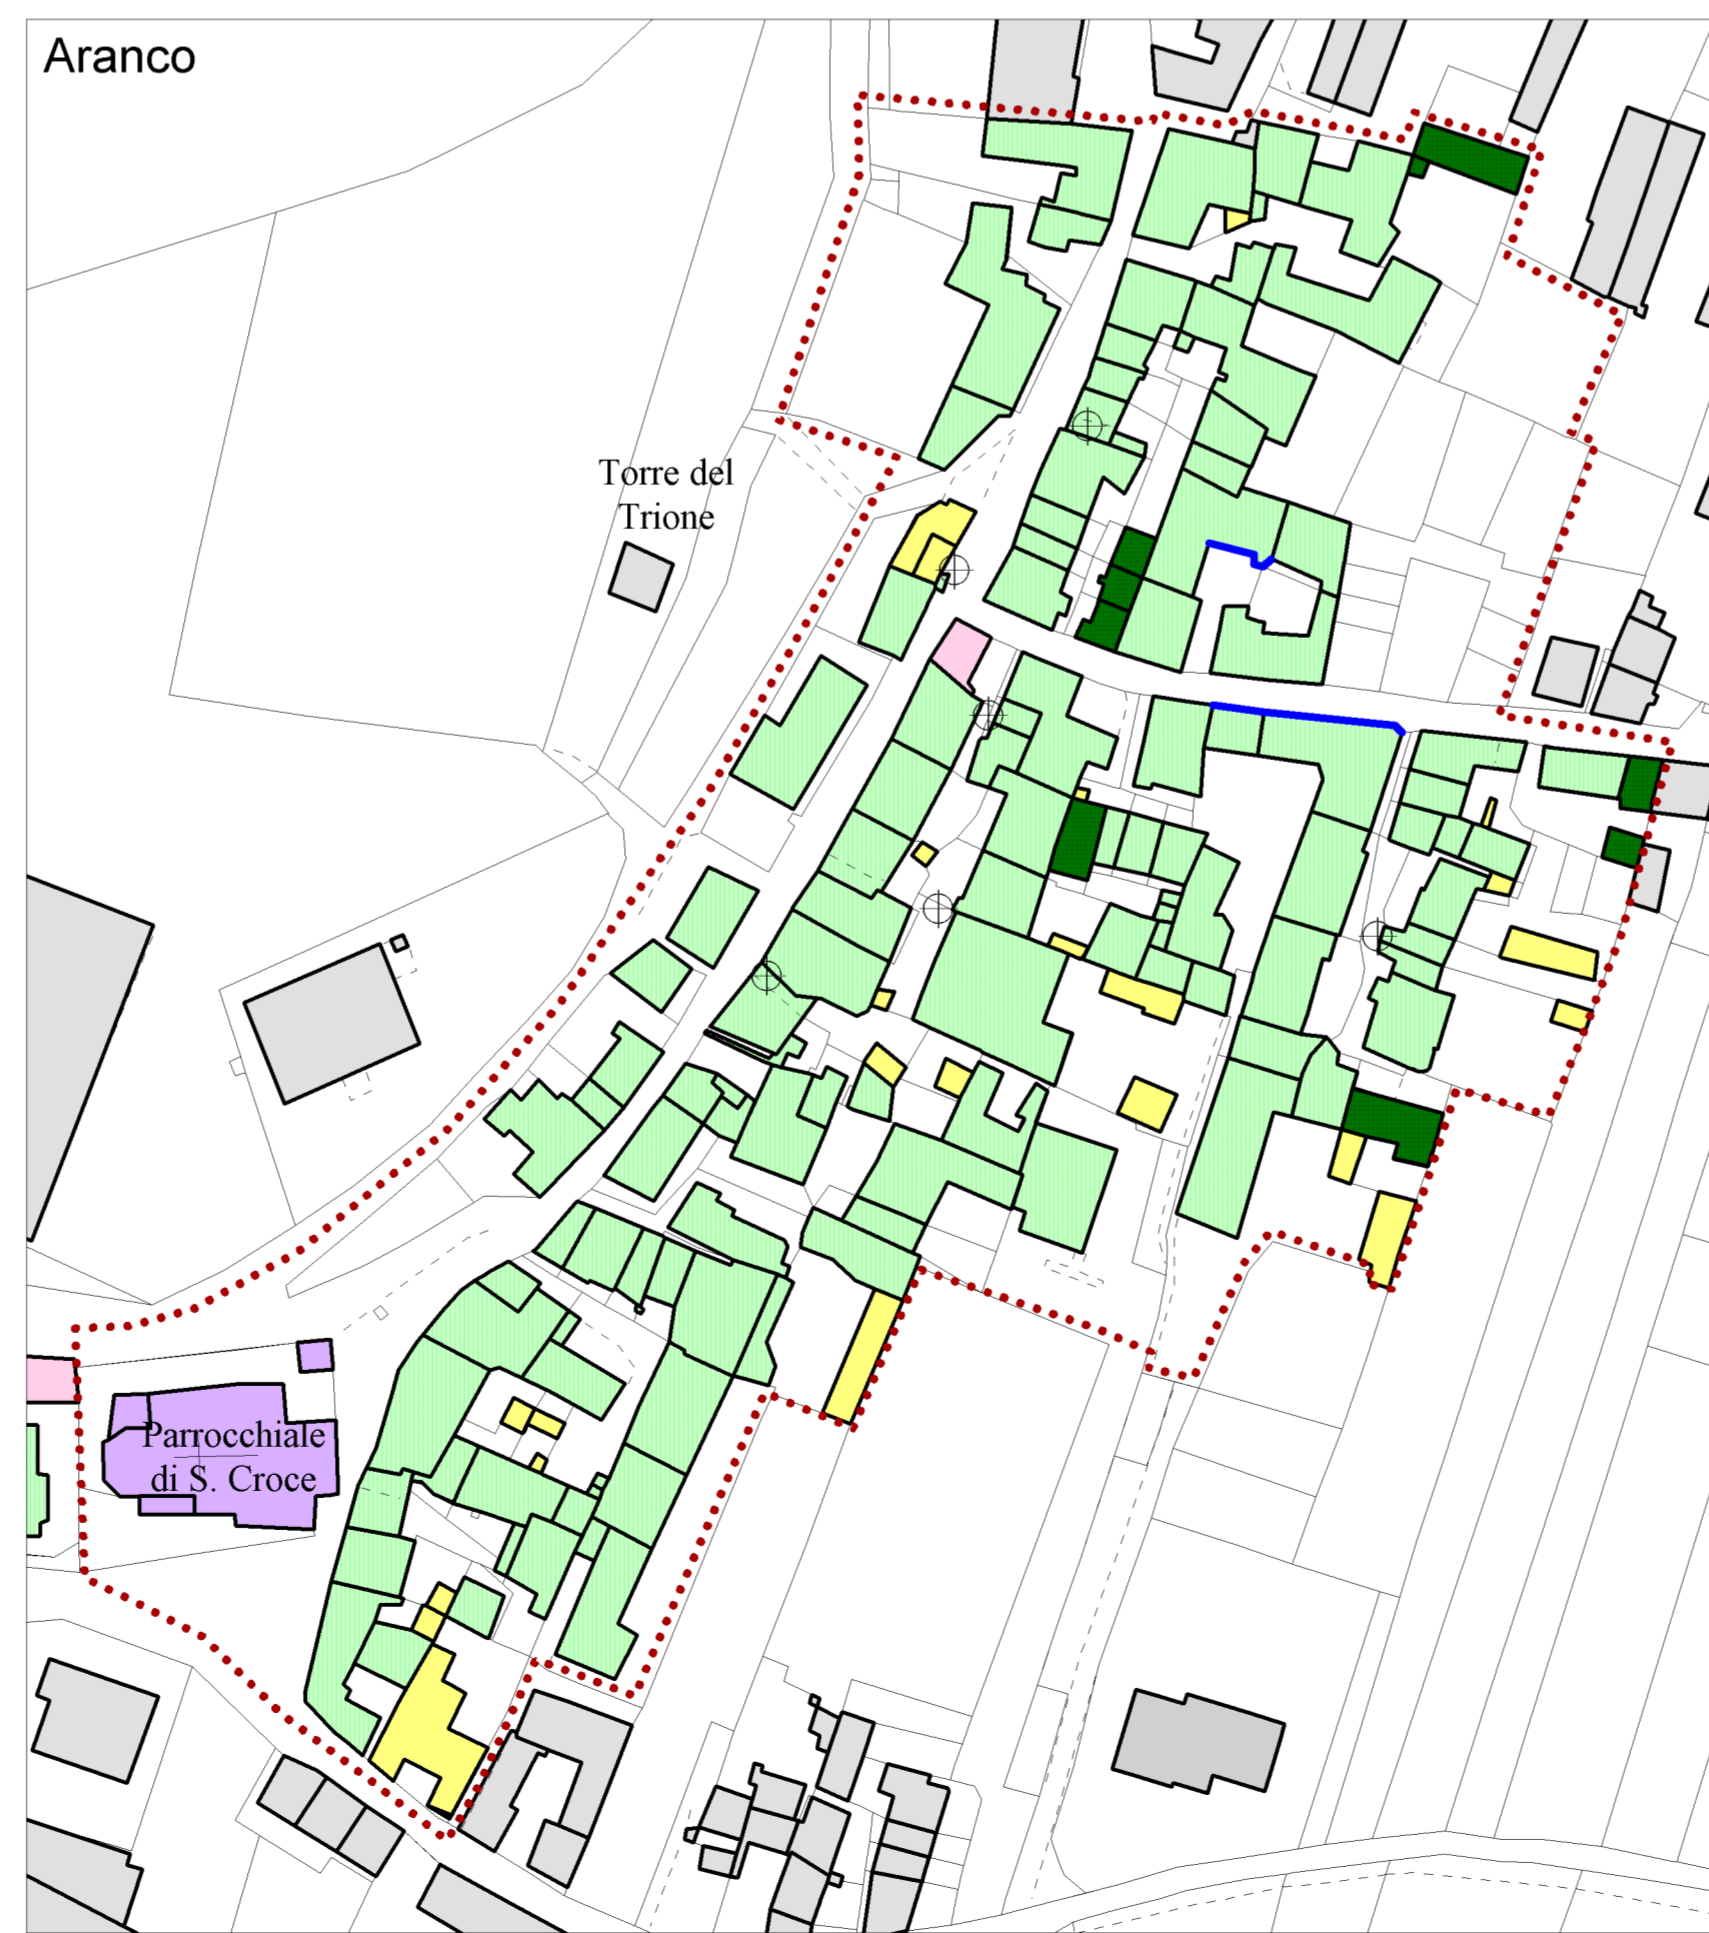 Aranco
Torre del
Trione
Parrocchiale
di S. Croce